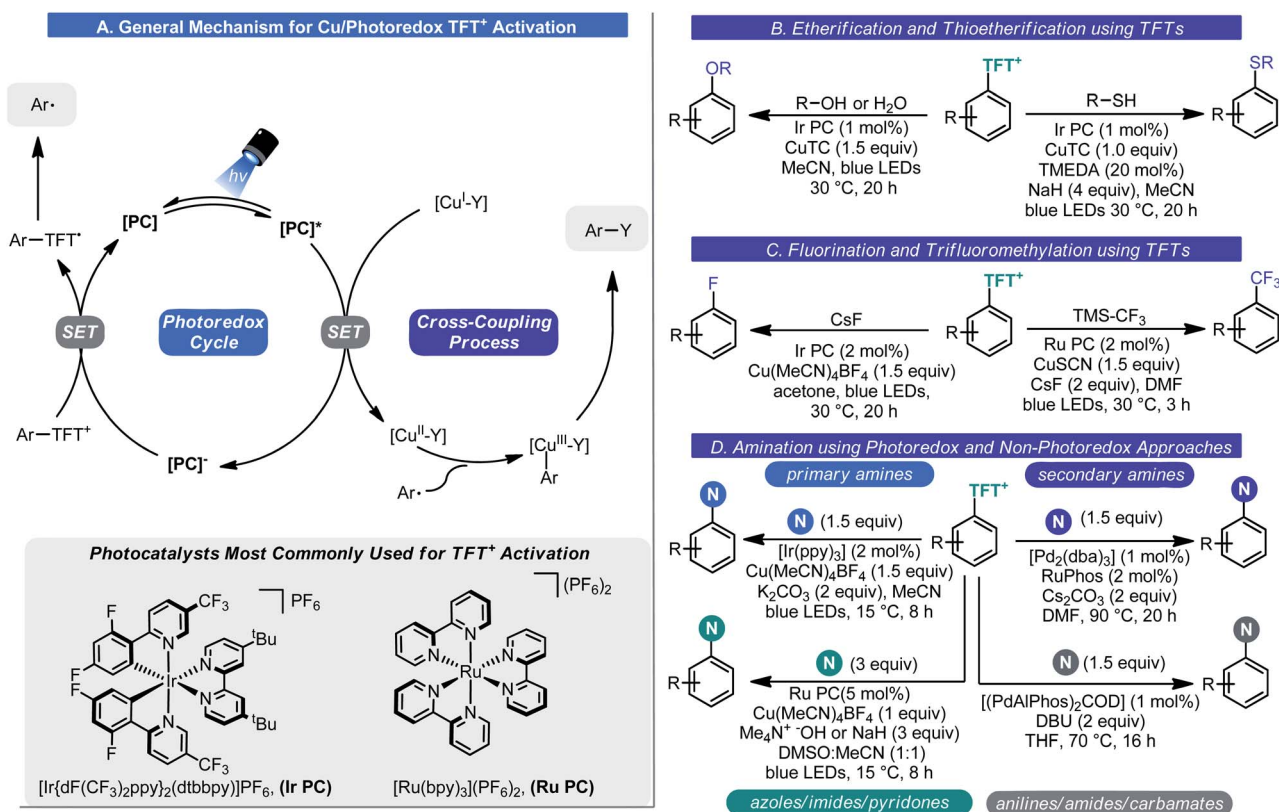 A. General Mechanism for Cu/Photoredox TFT⁺ Activation
Ar•
hv
[PC]
[PC]*
[Cuᴵ-Y]
Ar–TFT•
Ar–Y
SET
Photoredox
Cycle
SET
Cross-Coupling
Process
Ar–TFT⁺
[PC]⁻
[Cuᴵᴵ-Y]
[Cuᴵᴵᴵ-Y]
Ar
Ar•
Photocatalysts Most Commonly Used for TFT⁺ Activation
PF₆
CF₃
F
ᵗBu
N
N
F
Ir
F
N
N
ᵗBu
F
CF₃
[Ir{dF(CF₃)₂ppy}₂(dtbbpy)]PF₆, (Ir PC)
(PF₆)₂
N
N
N
Ru
N
N
N
[Ru(bpy)₃](PF₆)₂, (Ru PC)
B. Etherification and Thioetherification using TFTs
OR
R
R–OH or H₂O
Ir PC (1 mol%)
CuTC (1.5 equiv)
MeCN, blue LEDs
30 °C, 20 h
TFT⁺
R
R–SH
Ir PC (1 mol%)
CuTC (1.0 equiv)
TMEDA (20 mol%)
NaH (4 equiv), MeCN
blue LEDs 30 °C, 20 h
SR
R
C. Fluorination and Trifluoromethylation using TFTs
F
R
CsF
Ir PC (2 mol%)
Cu(MeCN)₄BF₄ (1.5 equiv)
acetone, blue LEDs,
30 °C, 20 h
TFT⁺
R
TMS-CF₃
Ru PC (2 mol%)
CuSCN (1.5 equiv)
CsF (2 equiv), DMF
blue LEDs, 30 °C, 3 h
CF₃
R
D. Amination using Photoredox and Non-Photoredox Approaches
primary amines
N
R
N (1.5 equiv)
[Ir(ppy)₃] (2 mol%)
Cu(MeCN)₄BF₄ (1.5 equiv)
K₂CO₃ (2 equiv), MeCN
blue LEDs, 15 °C, 8 h
TFT⁺
R
secondary amines
N (1.5 equiv)
[Pd₂(dba)₃] (1 mol%)
RuPhos (2 mol%)
Cs₂CO₃ (2 equiv)
DMF, 90 °C, 20 h
N
R
N
R
N (3 equiv)
Ru PC(5 mol%)
Cu(MeCN)₄BF₄ (1 equiv)
Me₄N⁺ ⁻OH or NaH (3 equiv)
DMSO:MeCN (1:1)
blue LEDs, 15 °C, 8 h
azoles/imides/pyridones
N (1.5 equiv)
[(PdAlPhos)₂COD] (1 mol%)
DBU (2 equiv)
THF, 70 °C, 16 h
N
R
anilines/amides/carbamates